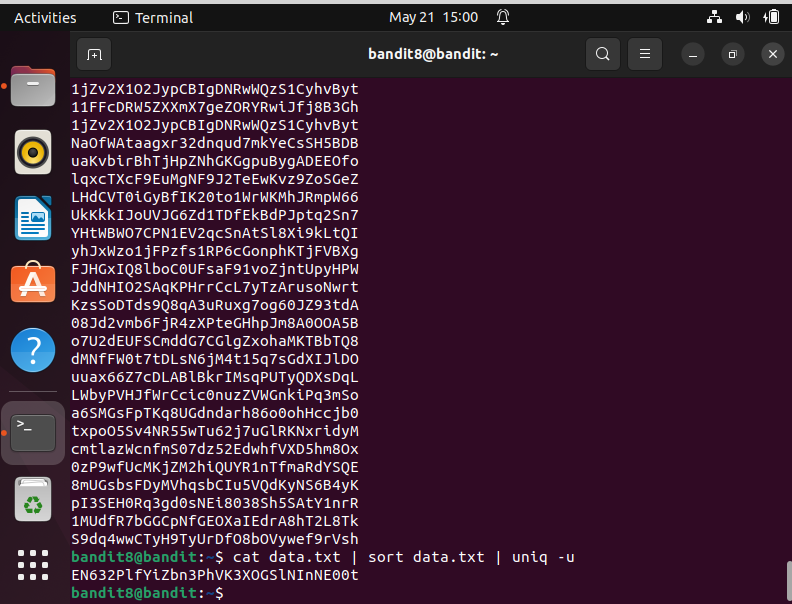 Activities
Terminal
May 21 15:00
bandit8@bandit: ~
1jZv2X1O2JypCBIgDNRwWQzS1CyhvByt
11FFcDRW5ZXXmX7geZORYRwiJfj8B3Gh
1jZv2X1O2JypCBIgDNRwWQzS1CyhvByt
NaOfWAtaagxr32dnqud7mkYeCsSH5BDB
uaKvbirBhTjHpZNhGKGgpuBygADEEOfo
lqxcTXcF9EuMgNF9J2TeEwKvz9ZoSGeZ
LHdCVT0iGyBfIK20to1WrWKMhJRmpW66
UkKkkIJoUVJG6Zd1TDfEkBdPJptq2Sn7
YHtWBWO7CPN1EV2qcSnAtSl8Xi9kLtQI
yhJxWzo1jFPzfs1RP6cGonphKTjFVBXg
FJHGxIQ8lboC0UFsaF91voZjntUpyHPW
JddNHIO2SAqKPHrrCcL7yTzArusoNwrt
KzsSoDTds9Q8qA3uRuxg7og60JZ93tdA
08Jd2vmb6FjR4zXPteGHhpJm8A0OOA5B
o7U2dEUFSCmddG7CGlgZxohaMKTBbTQ8
dMNfFW0t7tDLsN6jM4t15q7sGdXIJlDO
uuax66Z7cDLABlBkrIMsqPUTyQDXsDqL
LWbyPVHJfWrCcic0nuzZVWGnkiPq3mSo
a6SMGsFpTKq8UGdndarh86o0ohHccjb0
txpoO5Sv4NR55wTu62j7uGlRKNxridyM
cmtlazWcnfmS07dz52EdwhfVXD5hm8Ox
0zP9wfUcMKjZM2hiQUYR1nTfmaRdYSQE
8mUGsbsFDyMVhqsbCIu5VQdKyNS6B4yK
pI3SEH0Rq3gd0sNEi8038Sh5SAtY1nrR
1MUdfR7bGGCpNfGEOXaIEdrA8hT2L8Tk
S9dq4wwCTyH9TyUrDfO8bOVywef9rVsh
bandit8@bandit:~$ cat data.txt | sort data.txt | uniq -u
EN632PlfYiZbn3PhVK3XOGSlNInNE00t
bandit8@bandit:~$